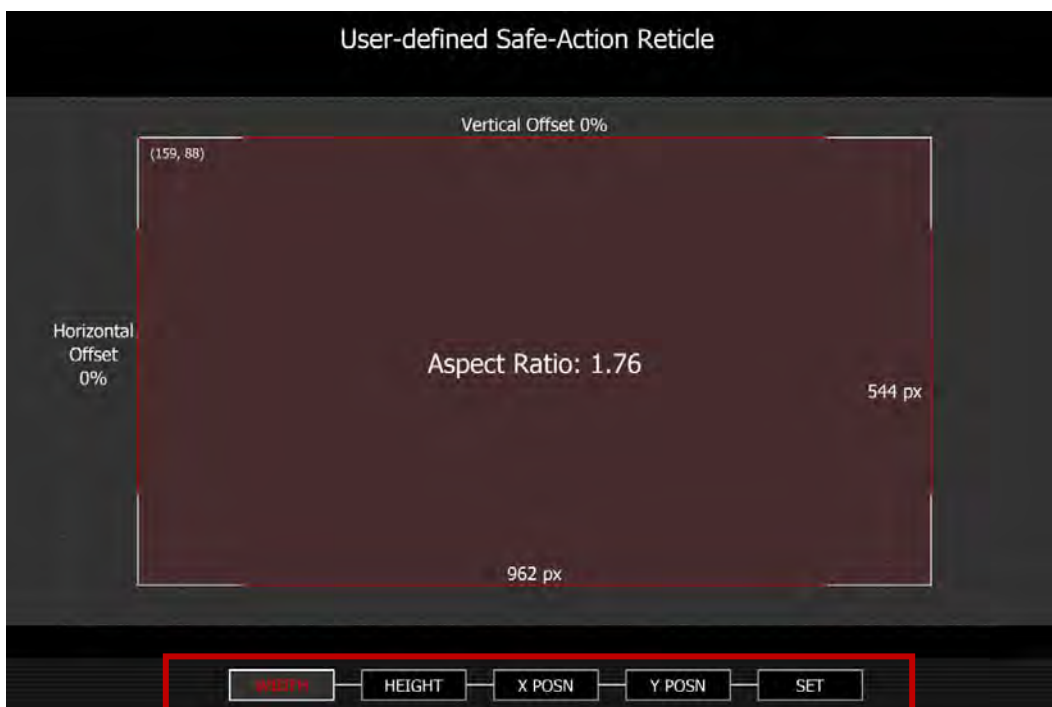 User-defined Safe-Action Reticle
Vertical Offset 0%
(159, 88)
Horizontal
Offset
0%
Aspect Ratio: 1.76
544 px
962 px
WIDTH HEIGHT X POSN Y POSN SET